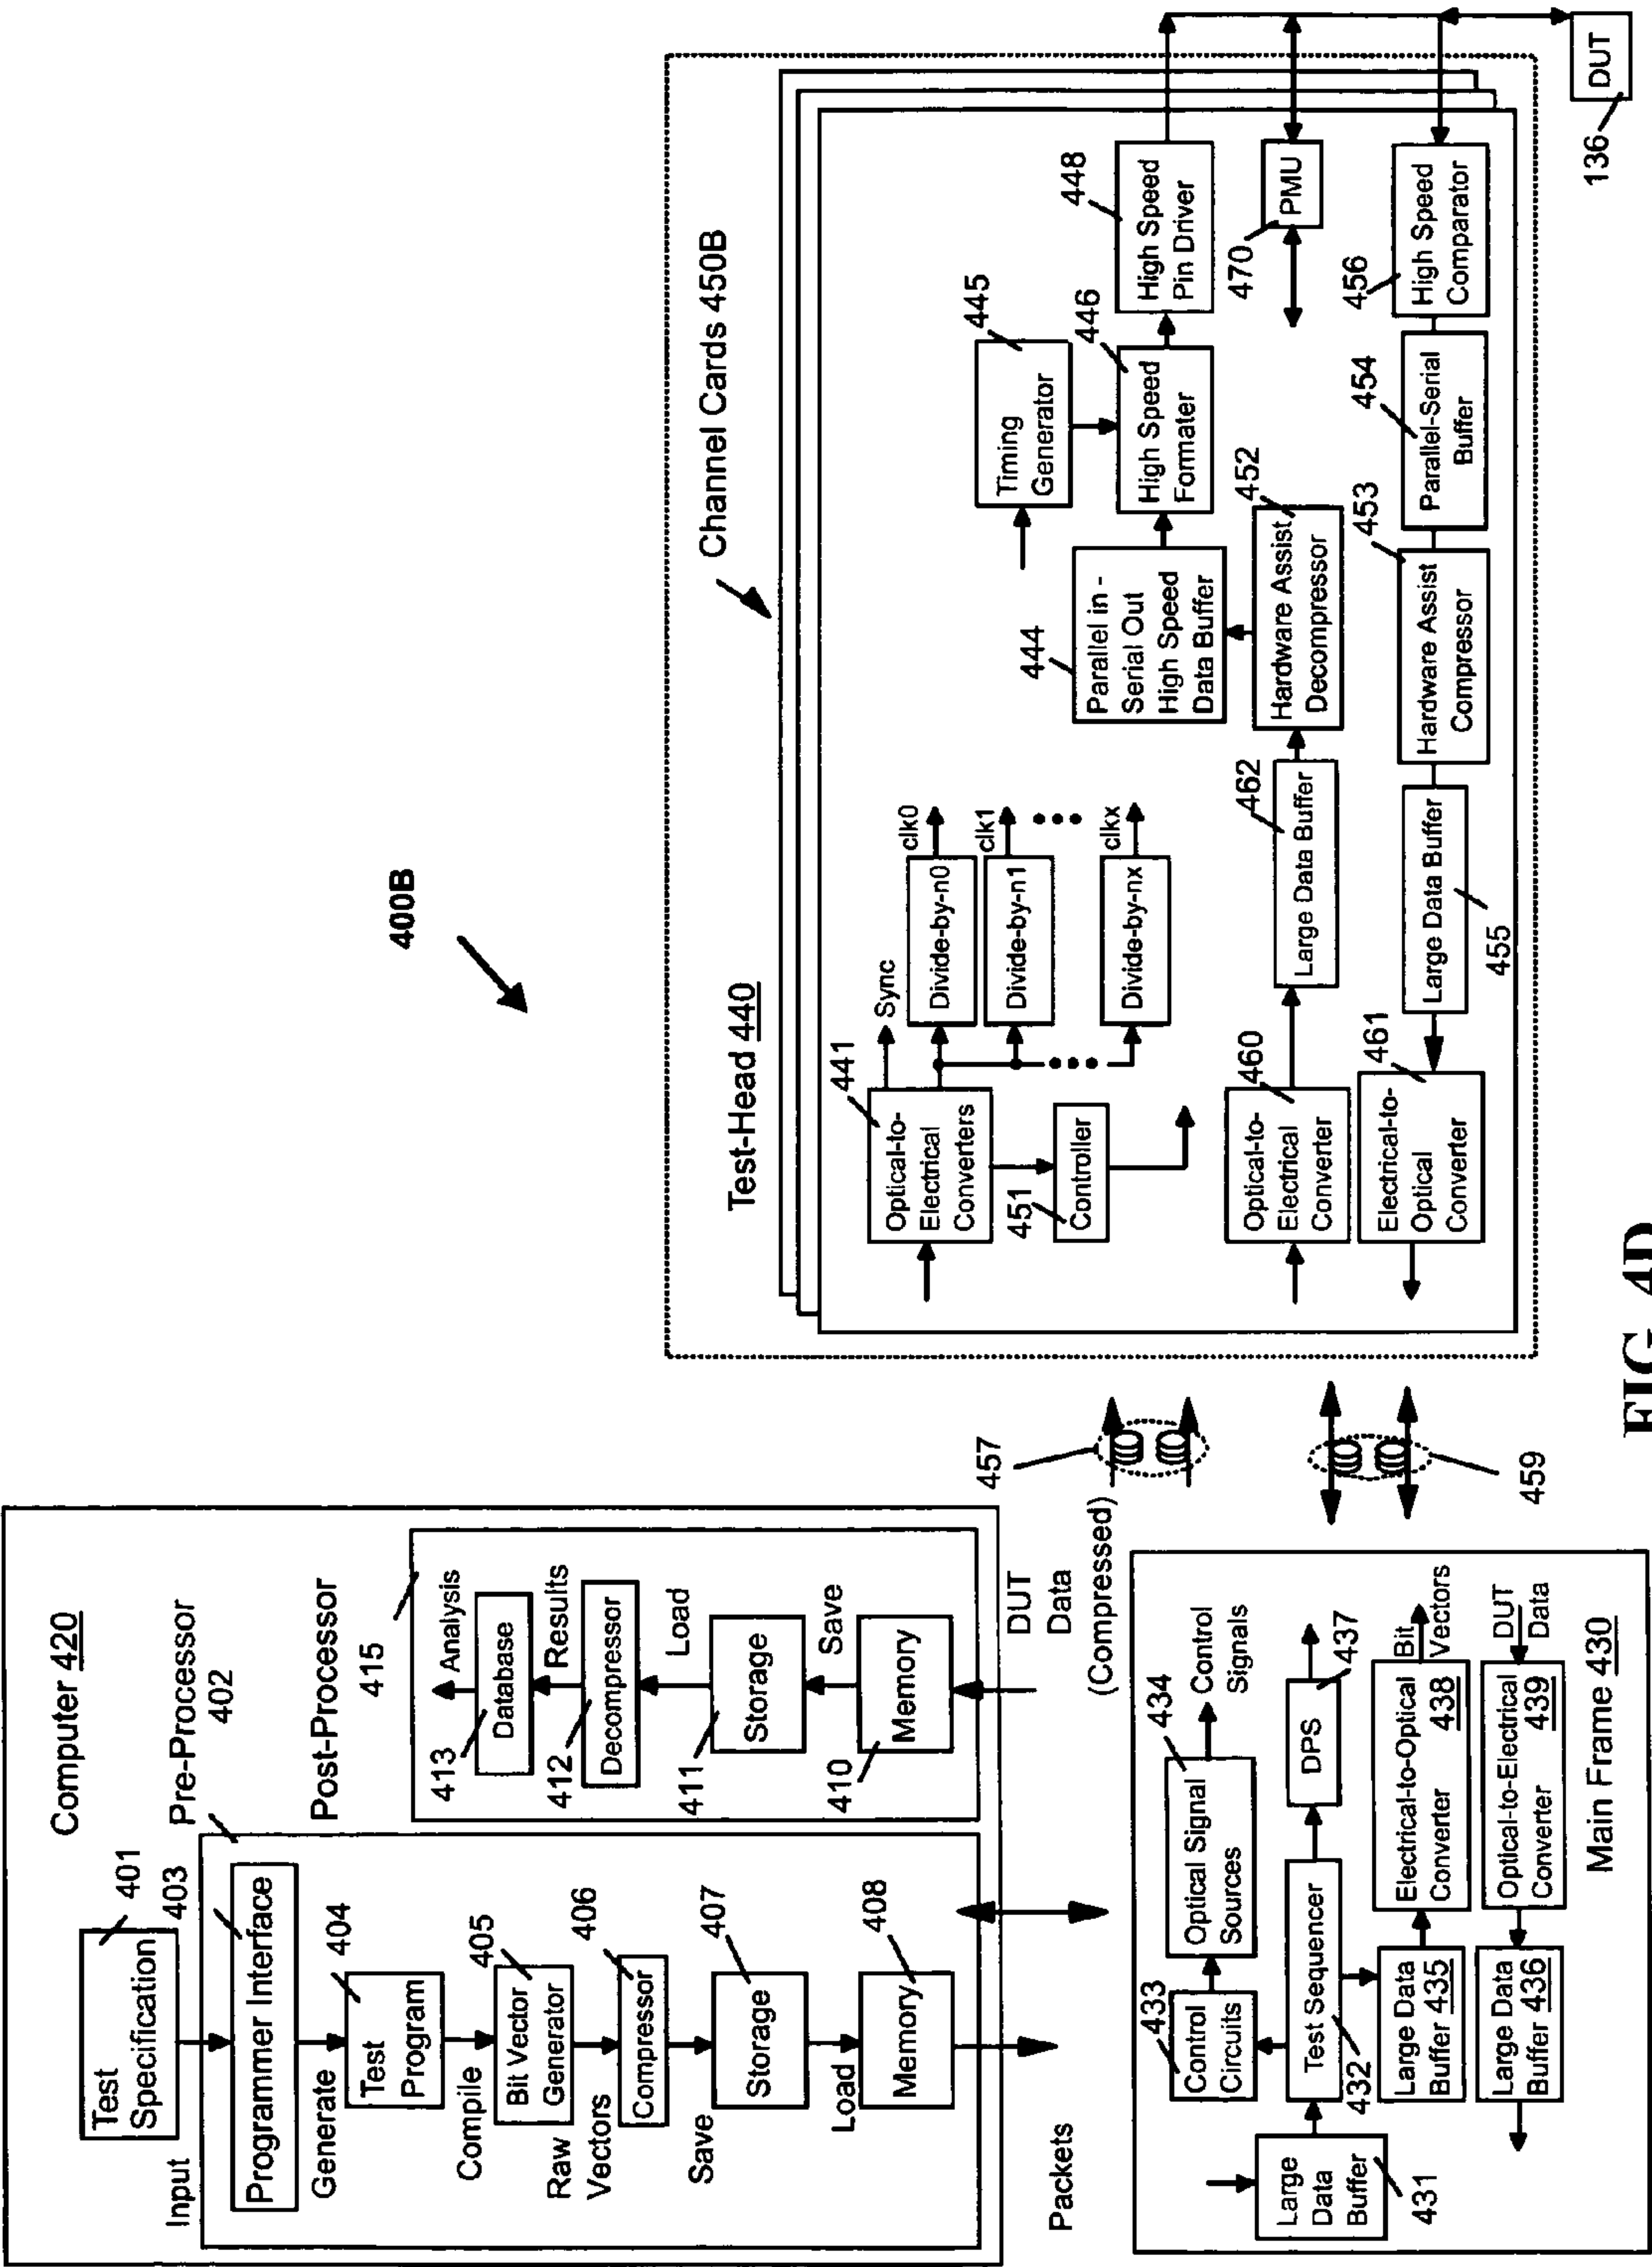 400B
Computer 420
Test
Specification
401
Input
Pre-Processor
402
403
Programmer Interface
Generate
404
Test
Program
Compile
405
Bit Vector
Generator
Raw
Vectors
406
Compressor
Save
407
Storage
Load
408
Memory
Packets
Post-Processor
415
Analysis
413
Database
Results
412
Decompressor
Load
411
Storage
Save
410
Memory
DUT
Data
(Compressed)
457
459
Large
Data
Buffer
431
433
Control
Circuits
434
Optical Signal
Sources
Control
Signals
Test Sequencer
432
DPS
437
Large Data
Buffer 435
Electrical-to-Optical
Converter 438
Bit
Vectors
Large Data
Buffer 436
Optical-to-Electrical
Converter 439
DUT
Data
Main Frame 430
Test-Head 440
Channel Cards 450B
441
Optical-to-
Electrical
Converters
Sync
Divide-by-n0
clk0
Divide-by-n1
clk1
Divide-by-nx
clkx
451
Controller
444
Parallel in -
Serial Out
High Speed
Data Buffer
445
Timing
Generator
446
High Speed
Formater
448
High Speed
Pin Driver
460
Optical-to-
Electrical
Converter
462
Large Data Buffer
452
Hardware Assist
Decompressor
470
PMU
461
Electrical-to-
Optical
Converter
Large Data Buffer
455
453
Hardware Assist
Compressor
454
Parallel-Serial
Buffer
456
High Speed
Comparator
DUT
136
FIG. 4D